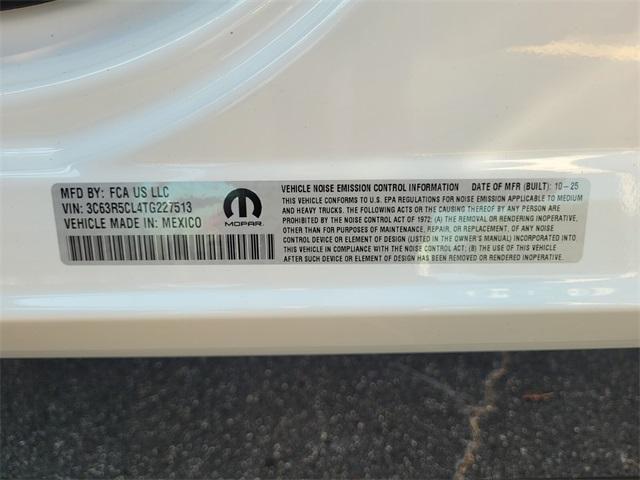 MFD BY: FCA US LLC
VIN: 3C63R5CL4TG227513
VEHICLE MADE IN: MEXICO
MOPAR.
VEHICLE NOISE EMISSION CONTROL INFORMATION DATE OF MFR (BUILT): 10-25
THIS VEHICLE CONFORMS TO U.S. EPA REGULATIONS FOR NOISE EMISSION APPLICABLE TO MEDIUM
AND HEAVY TRUCKS. THE FOLLOWING ACTS OR THE CAUSING THEREOF BY ANY PERSON ARE
PROHIBITED BY THE NOISE CONTROL ACT OF 1972: (A) THE REMOVAL OR RENDERING INOPERATIVE,
OTHER THAN FOR PURPOSES OF MAINTENANCE, REPAIR, OR REPLACEMENT, OF ANY NOISE
CONTROL DEVICE OR ELEMENT OF DESIGN (LISTED IN THE OWNER'S MANUAL) INCORPORATED INTO
THIS VEHICLE IN COMPLIANCE WITH THE NOISE CONTROL ACT; (B) THE USE OF THIS VEHICLE
AFTER SUCH DEVICE OR ELEMENT OF DESIGN HAS BEEN REMOVED OR RENDERED INOPERATIVE.